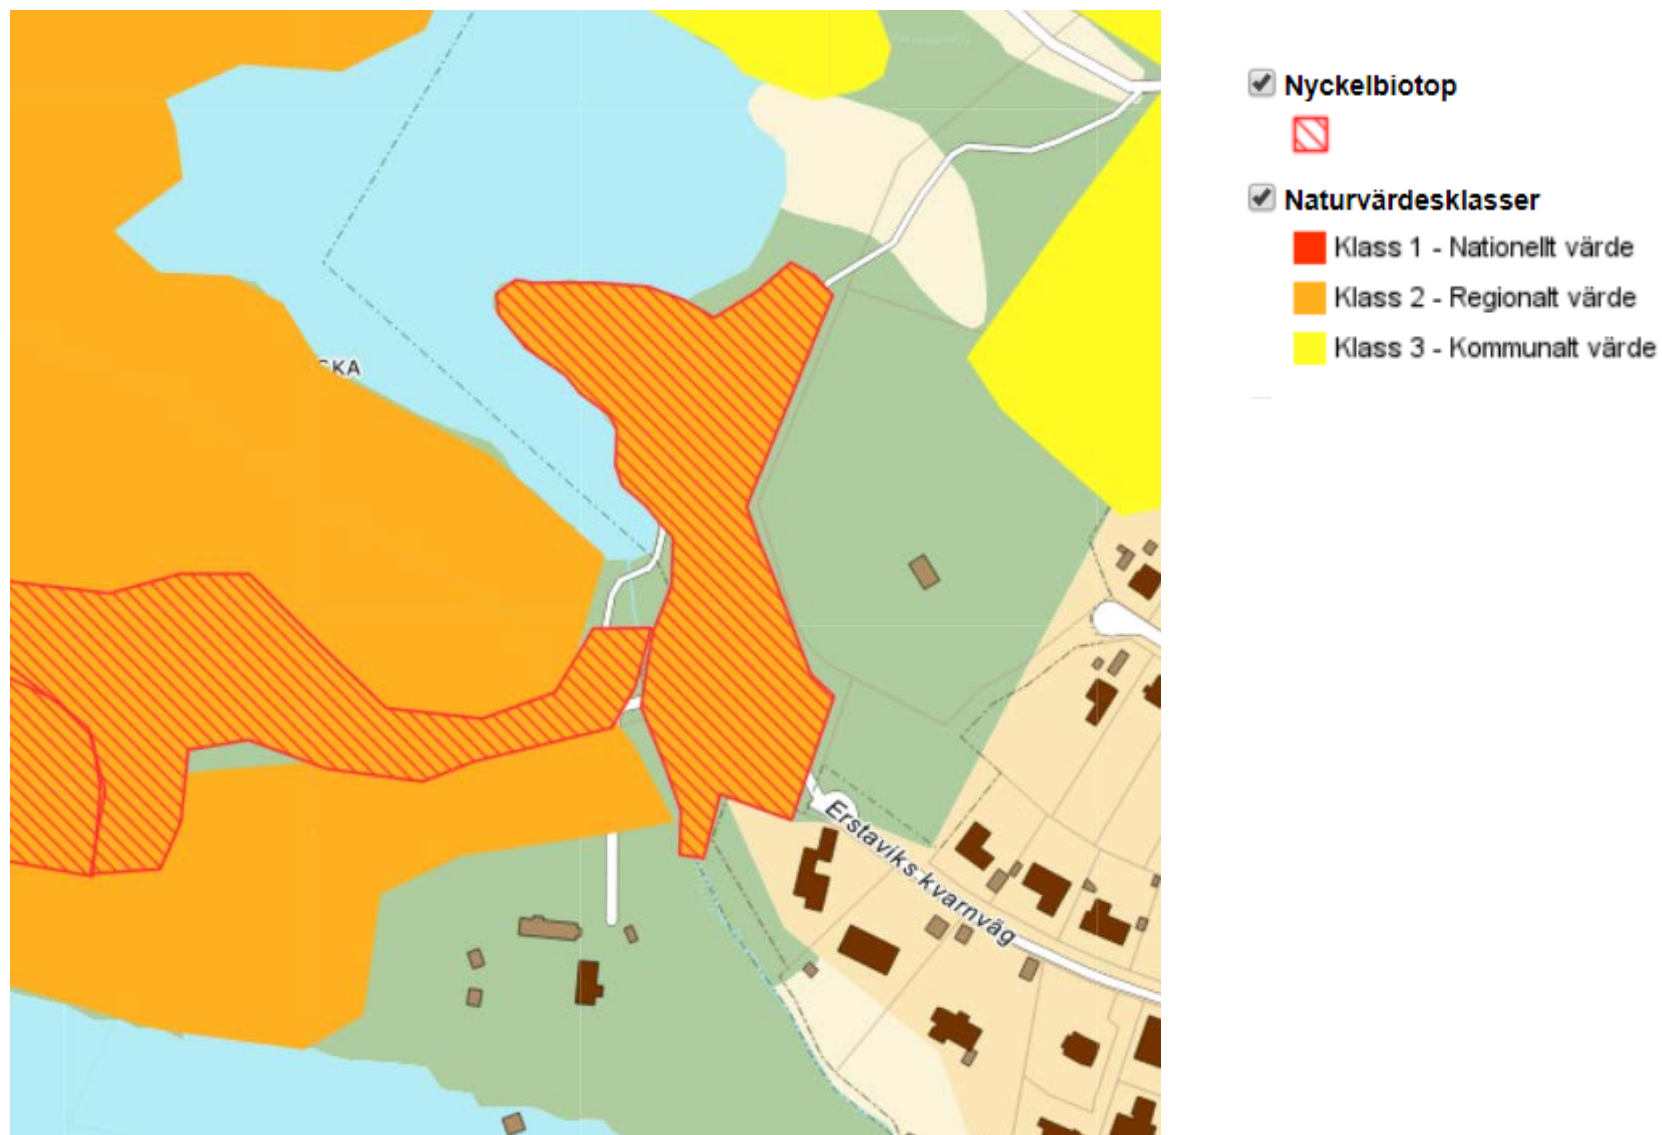 Nyckelbiotop
Naturvärdesklasser
Klass 1 - Nationellt värde
Klass 2 - Regionalt värde
Klass 3 - Kommunalt värde
Erstaviks kvarnväg